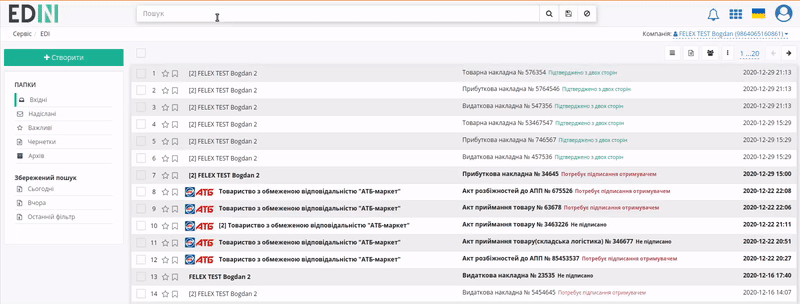 EDIN
Пошук
Сервіс / EDI
Компанія: FELEX TEST Bogdan (9864065160861)
+ Створити
1 ...20
ПАПКИ
Вхідні
Надіслані
Важливі
Чернетки
Архів
Збережений пошук
Сьогодні
Вчора
Останній фільтр
1 [2] FELEX TEST Bogdan 2 Товарна накладна № 576354 Підтверджено з двох сторін 2020-12-29 21:13
2 [2] FELEX TEST Bogdan 2 Прибуткова накладна № 5764546 Підтверджено з двох сторін 2020-12-29 21:13
3 [2] FELEX TEST Bogdan 2 Видаткова накладна № 547356 Підтверджено з двох сторін 2020-12-29 21:13
4 [2] FELEX TEST Bogdan 2 Товарна накладна № 53467547 Підтверджено з двох сторін 2020-12-29 15:29
5 [2] FELEX TEST Bogdan 2 Прибуткова накладна № 746567 Підтверджено з двох сторін 2020-12-29 15:29
6 [2] FELEX TEST Bogdan 2 Видаткова накладна № 457536 Підтверджено з двох сторін 2020-12-29 15:29
7 [2] FELEX TEST Bogdan 2 Прибуткова накладна № 34645 Потребує підписання отримувачем 2020-12-29 15:00
8 АТБ Товариство з обмеженою відповідальністю "АТБ-маркет" Акт розбіжностей до АПП № 675526 Потребує підписання отримувачем 2020-12-22 22:08
9 АТБ Товариство з обмеженою відповідальністю "АТБ-маркет" Акт приймання товару № 63678 Потребує підписання отримувачем 2020-12-22 22:06
10 АТБ [2] Товариство з обмеженою відповідальністю "АТБ-маркет" Акт приймання товару № 3463226 Не підписано 2020-12-22 21:11
11 АТБ Товариство з обмеженою відповідальністю "АТБ-маркет" Акт приймання товару(складська логістика) № 346677 Не підписано 2020-12-22 20:51
12 АТБ Товариство з обмеженою відповідальністю "АТБ-маркет" Акт розбіжностей до АПП № 85453537 Потребує підписання отримувачем 2020-12-22 20:27
13 FELEX TEST Bogdan 2 Видаткова накладна № 23535 Не підписано 2020-12-16 17:40
14 [2] FELEX TEST Bogdan 2 Видаткова накладна № 5454645 Потребує підписання отримувачем 2020-12-16 14:07